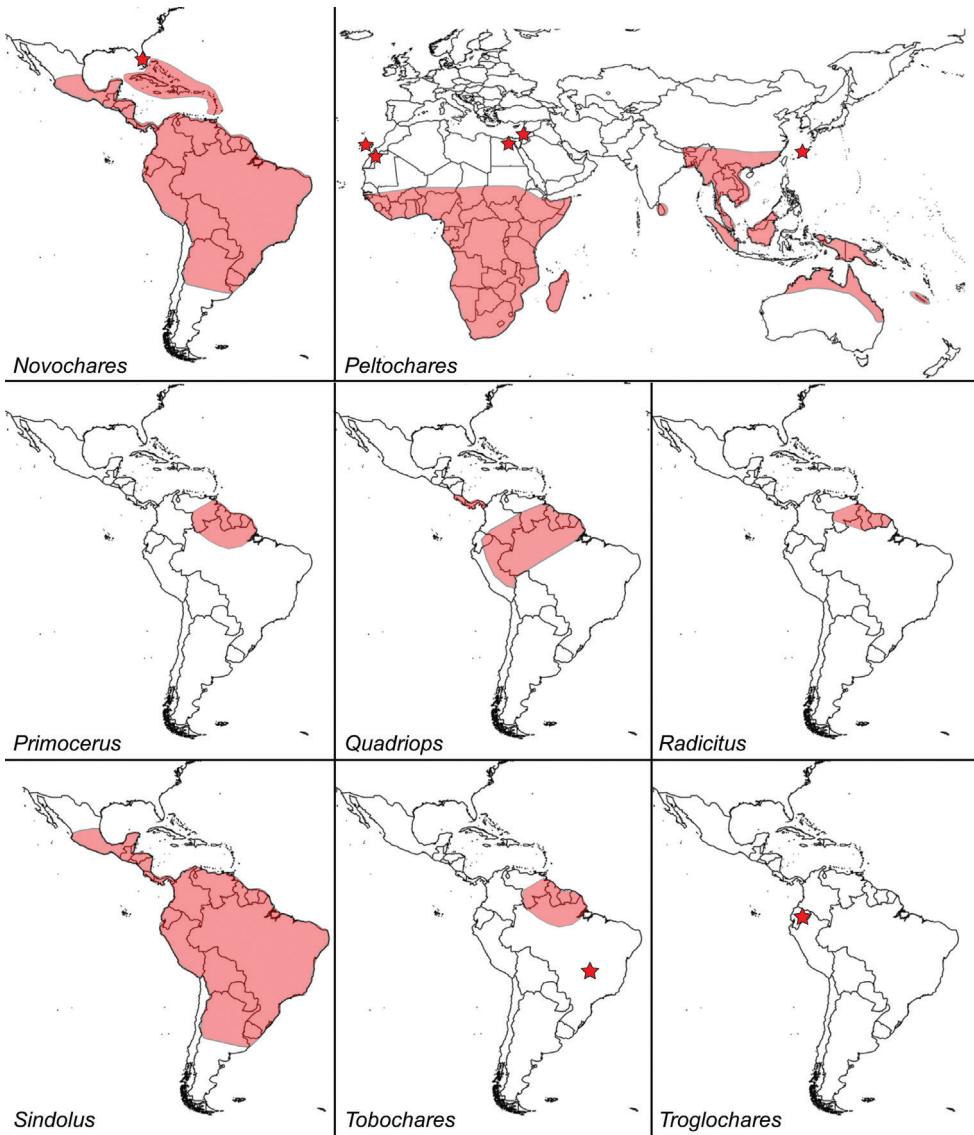 Novochares
Peltochares
Primocerus
Quadriops
Radicitus
Sindolus
Tobochares
Troglochares